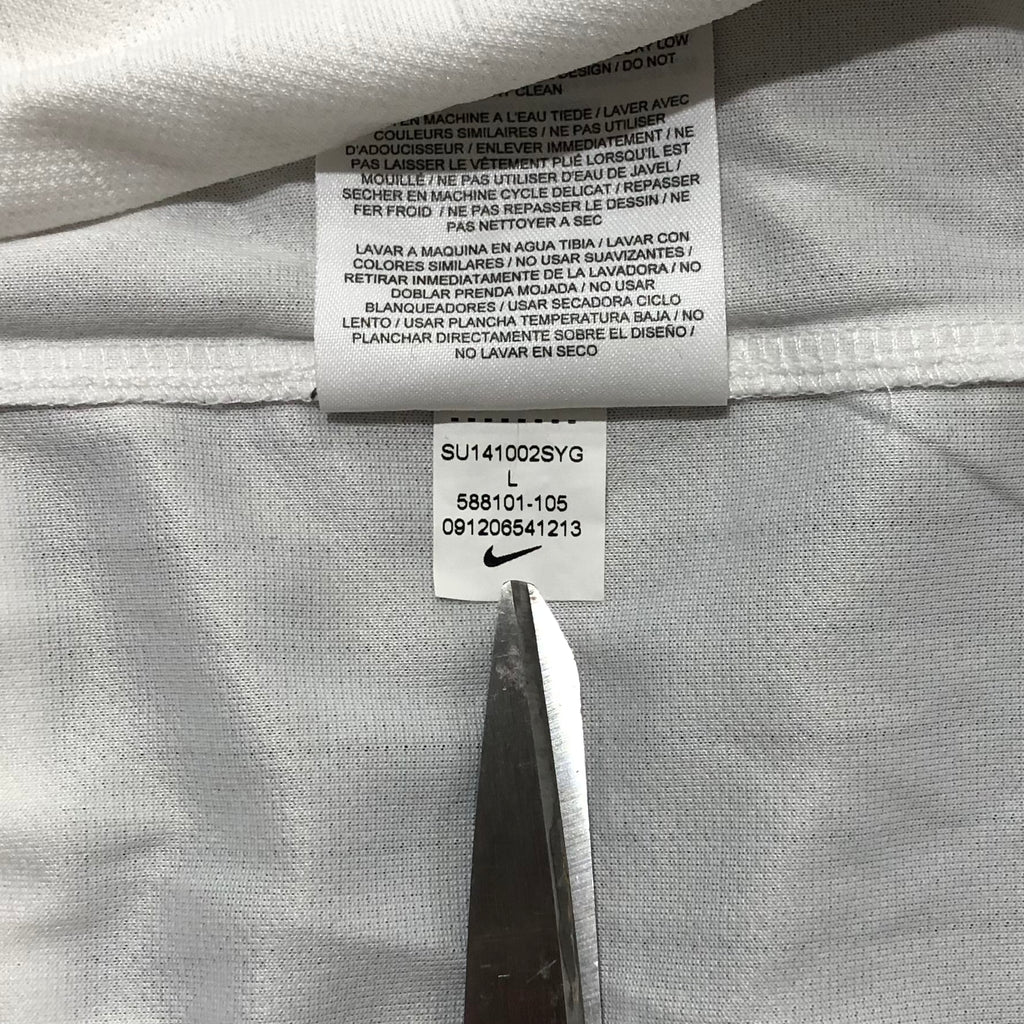 LOW
DESIGN / DO NOT
CLEAN
EN MACHINE A L'EAU TIEDE / LAVER AVEC
COULEURS SIMILAIRES / NE PAS UTILISER
D'ADOUCISSEUR / ENLEVER IMMEDIATEMENT / NE
PAS LAISSER LE VÊTEMENT PLIÉ LORSQU'IL EST
MOUILLÉ / NE PAS UTILISER D'EAU DE JAVEL /
SECHER EN MACHINE CYCLE DELICAT / REPASSER
FER FROID / NE PAS REPASSER LE DESSIN / NE
PAS NETTOYER A SEC
LAVAR A MAQUINA EN AGUA TIBIA / LAVAR CON
COLORES SIMILARES / NO USAR SUAVIZANTES /
RETIRAR INMEDIATAMENTE DE LA LAVADORA / NO
DOBLAR PRENDA MOJADA / NO USAR
BLANQUEADORES / USAR SECADORA CICLO
LENTO / USAR PLANCHA TEMPERATURA BAJA / NO
PLANCHAR DIRECTAMENTE SOBRE EL DISEÑO /
NO LAVAR EN SECO
SU141002SYG
L
588101-105
091206541213